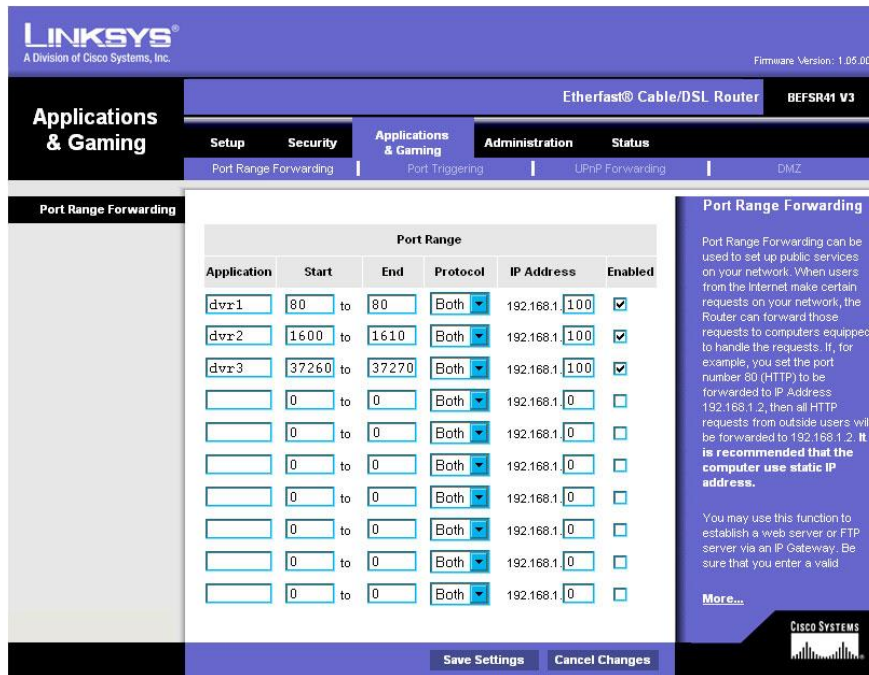 LINKSYS®
A Division of Cisco Systems, Inc.
Firmware Version: 1.05.00
Etherfast® Cable/DSL Router BEFSR41 V3
Applications & Gaming
Setup Security Applications & Gaming Administration Status
Port Range Forwarding Port Triggering UPnP Forwarding DMZ
Port Range Forwarding
Port Range
Application Start End Protocol IP Address Enabled
dvr1 80 to 80 Both 192.168.1. 100
dvr2 1600 to 1610 Both 192.168.1. 100
dvr3 37260 to 37270 Both 192.168.1. 100
0 to 0 Both 192.168.1. 0
0 to 0 Both 192.168.1. 0
0 to 0 Both 192.168.1. 0
0 to 0 Both 192.168.1. 0
0 to 0 Both 192.168.1. 0
0 to 0 Both 192.168.1. 0
0 to 0 Both 192.168.1. 0
Port Range Forwarding
Port Range Forwarding can be
used to set up public services
on your network. When users
from the Internet make certain
requests on your network, the
Router can forward those
requests to computers equipped
to handle the requests. If, for
example, you set the port
number 80 (HTTP) to be
forwarded to IP Address
192.168.1.2, then all HTTP
requests from outside users wil
be forwarded to 192.168.1.2. It
is recommended that the
computer use static IP
address.
You may use this function to
establish a web server or FTP
server via an IP Gateway. Be
sure that you enter a valid
More...
CISCO SYSTEMS
Save Settings Cancel Changes